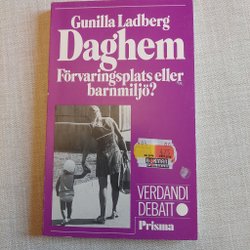 Gunilla Ladberg
Daghem
Förvaringsplats eller
barnmiljö?
VERDANDI
DEBATT
Prisma